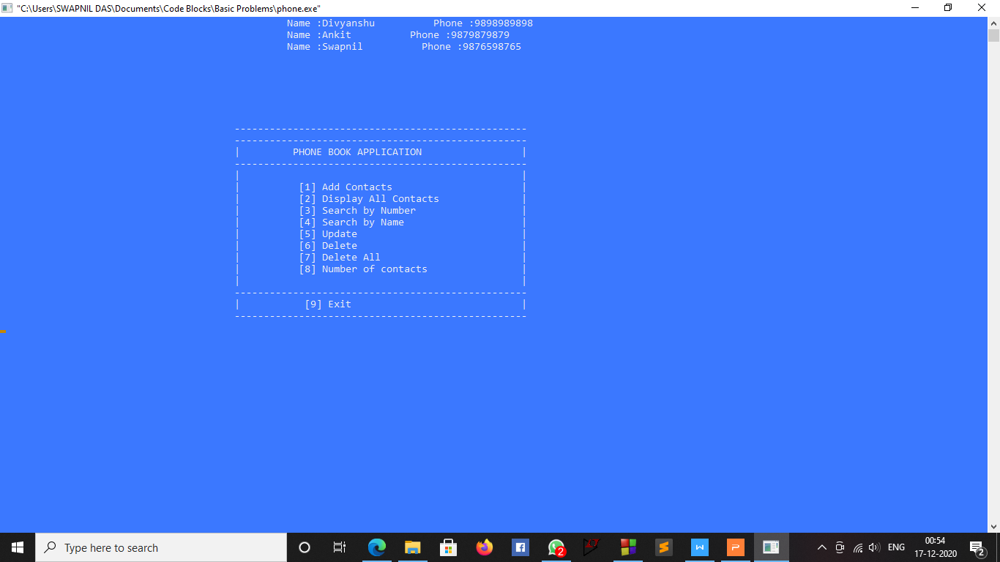 "C:\Users\SWAPNIL DAS\Documents\Code Blocks\Basic Problems\phone.exe"
Name :Divyanshu          Phone :9898989898
Name :Ankit          Phone :9879879879
Name :Swapnil          Phone :9876598765
PHONE BOOK APPLICATION
[1] Add Contacts
[2] Display All Contacts
[3] Search by Number
[4] Search by Name
[5] Update
[6] Delete
[7] Delete All
[8] Number of contacts
[9] Exit
Type here to search
2
W
P
ENG
00:54
17-12-2020
2